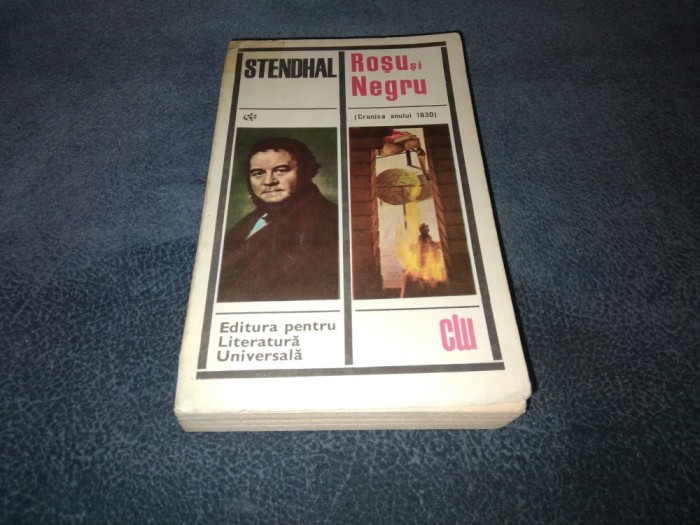 STENDHAL
Roşu şi
Negru
(Cronica anului 1830)
Editura pentru
Literatură
Universală
clu